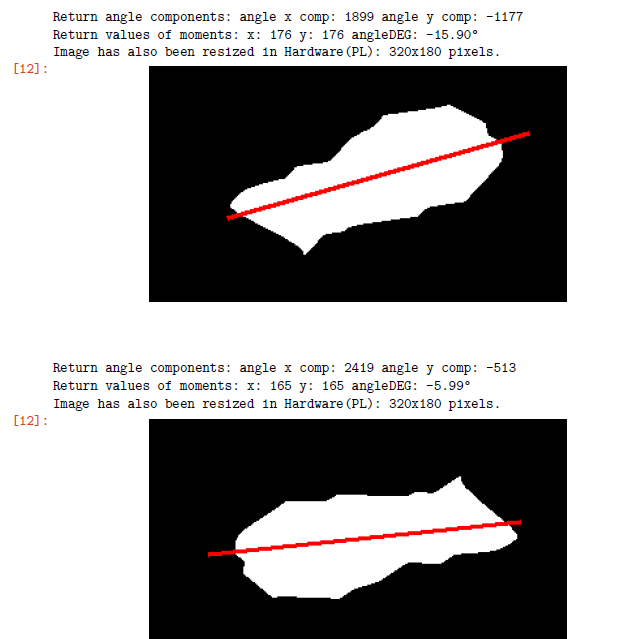 Return angle components: angle x comp: 1899 angle y comp: -1177
Return values of moments: x: 176 y: 176 angleDEG: -15.90°
Image has also been resized in Hardware(PL): 320x180 pixels.
[12]:
Return angle components: angle x comp: 2419 angle y comp: -513
Return values of moments: x: 165 y: 165 angleDEG: -5.99°
Image has also been resized in Hardware(PL): 320x180 pixels.
[12]: